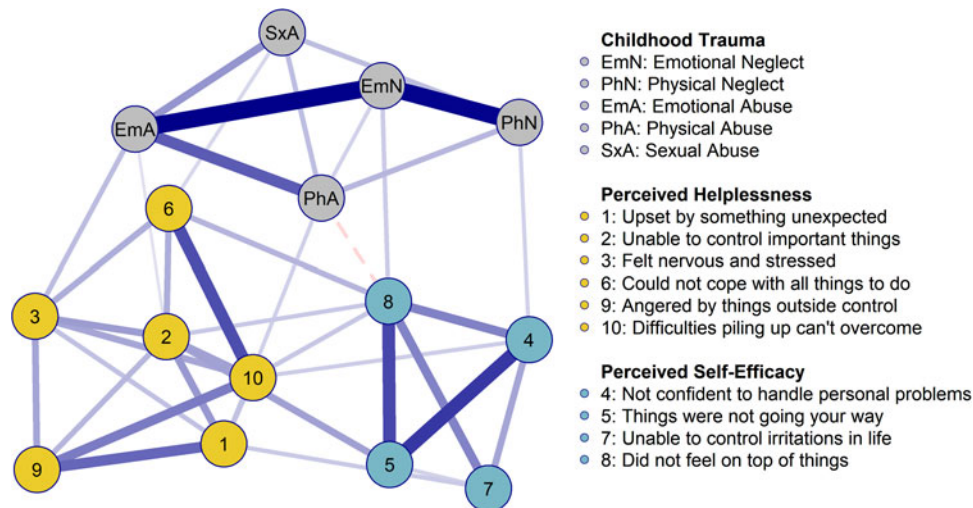 SxA
EmN
EmA
PhN
PhA
6
8
3
2
4
10
1
9
5
7
Childhood Trauma
EmN: Emotional Neglect
PhN: Physical Neglect
EmA: Emotional Abuse
PhA: Physical Abuse
SxA: Sexual Abuse
Perceived Helplessness
1: Upset by something unexpected
2: Unable to control important things
3: Felt nervous and stressed
6: Could not cope with all things to do
9: Angered by things outside control
10: Difficulties piling up can't overcome
Perceived Self-Efficacy
4: Not confident to handle personal problems
5: Things were not going your way
7: Unable to control irritations in life
8: Did not feel on top of things